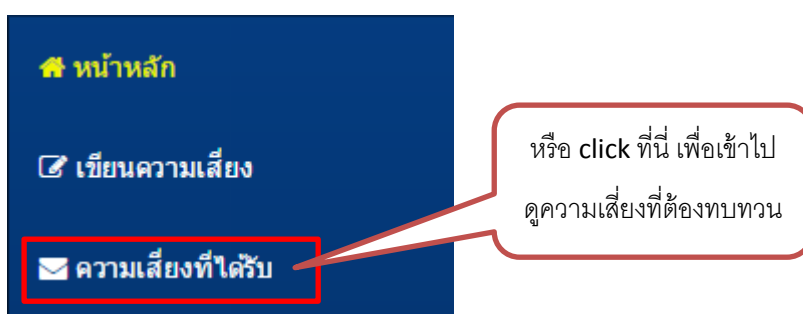 หน้าหลัก
เขียนความเสี่ยง
ความเสี่ยงที่ได้รับ
หรือ click ที่นี่ เพื่อเข้าไป
ดูความเสี่ยงที่ต้องทบทวน